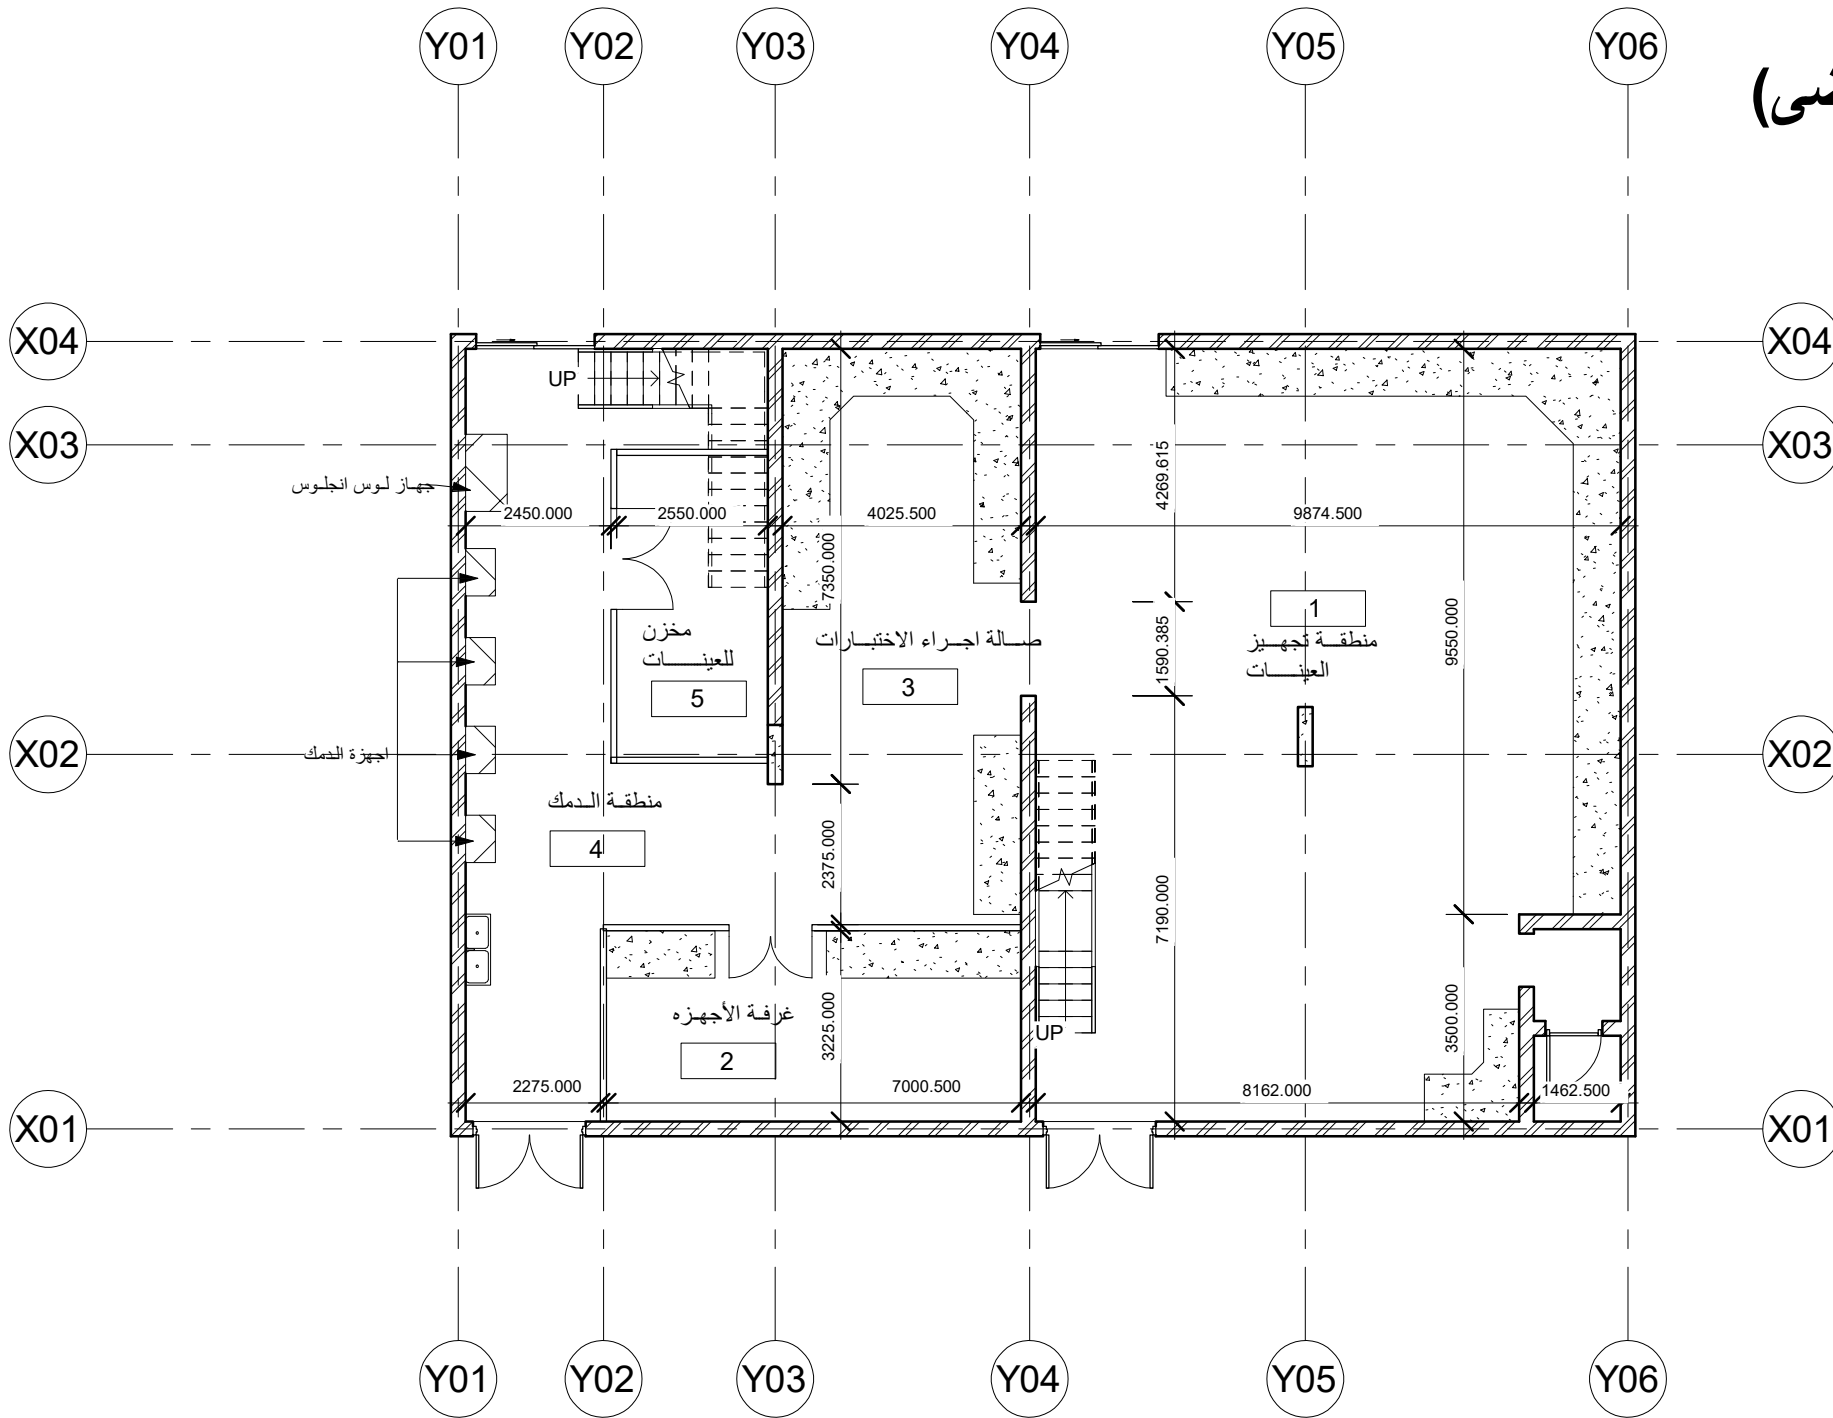 Y01 Y02 Y03 Y04 Y05 Y06
X04 X04
UP
X03 X03
جهاز لوس انجلوس
4269.615
2450.000 2550.000 4025.500 9874.500
7350.000
1
مخزن
للعينات
5
صالة اجراء الاختبارات
3
1590.385
منطقة تجهيز
العينات
9550.000
X02 X02
اجهزة الدمك
منطقة الدمك
4
2375.000
7190.000
غرفة الأجهزه
2
3225.000
UP
3500.000
2275.000 7000.500 8162.000 1462.500
X01 X01
Y01 Y02 Y03 Y04 Y05 Y06